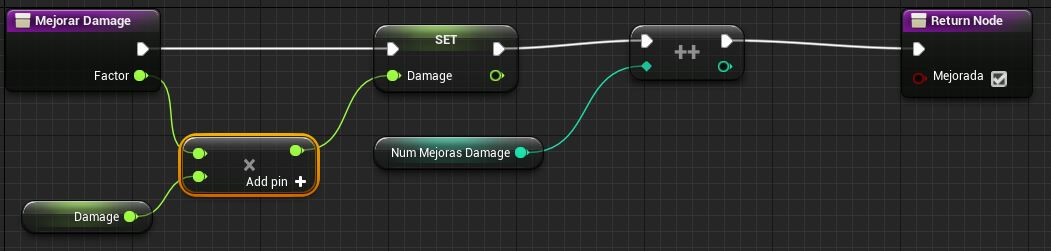 Mejorar Damage
Factor
SET
Damage
++
Return Node
Mejorada
×
Add pin
Num Mejoras Damage
Damage